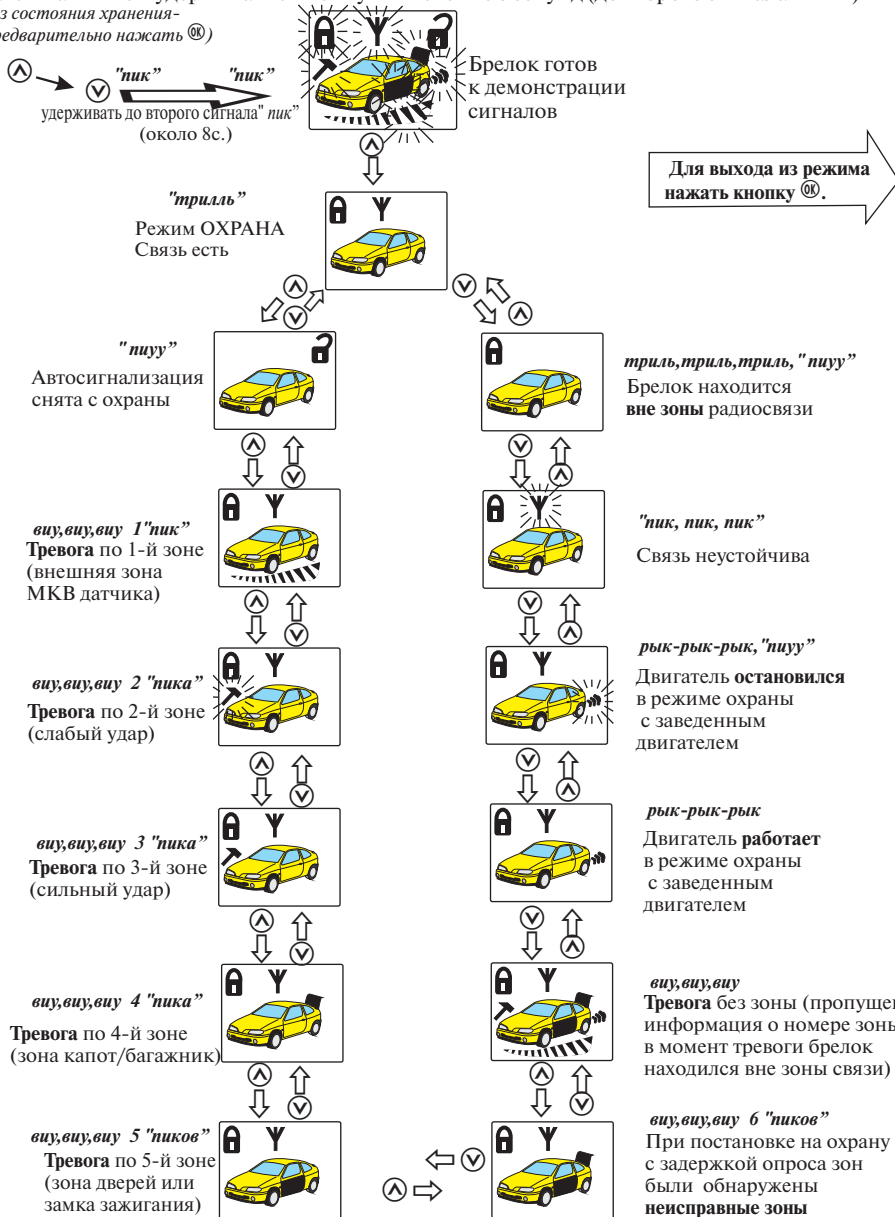 из состояния хранения-
редварительно нажать OK)
"пик" "пик"
удерживать до второго сигнала" пик"
(около 8с.)
Брелок готов
к демонстрации
сигналов
Для выхода из режима
нажать кнопку OK.
"трилль"
Режим ОХРАНА
Связь есть
"пиуу"
Автосигнализация
снята с охраны
триль,триль,триль,"пиуу"
Брелок находится
вне зоны радиосвязи
виу,виу,виу 1"пик"
Тревога по 1-й зоне
(внешняя зона
МКВ датчика)
"пик, пик, пик"
Связь неустойчива
виу,виу,виу 2 "пика"
Тревога по 2-й зоне
(слабый удар)
рык-рык-рык,"пиуу"
Двигатель остановился
в режиме охраны
с заведенным
двигателем
виу,виу,виу 3 "пика"
Тревога по 3-й зоне
(сильный удар)
рык-рык-рык
Двигатель работает
в режиме охраны
с заведенным
двигателем
виу,виу,виу 4 "пика"
Тревога по 4-й зоне
(зона капот/багажник)
виу,виу,виу
Тревога без зоны (пропущен
информация о номере зоны
в момент тревоги брелок
находился вне зоны связи)
виу,виу,виу 5 "пиков"
Тревога по 5-й зоне
(зона дверей или
замка зажигания)
виу,виу,виу 6 "пиков"
При постановке на охрану
с задержкой опроса зон
были обнаружены
неисправные зоны